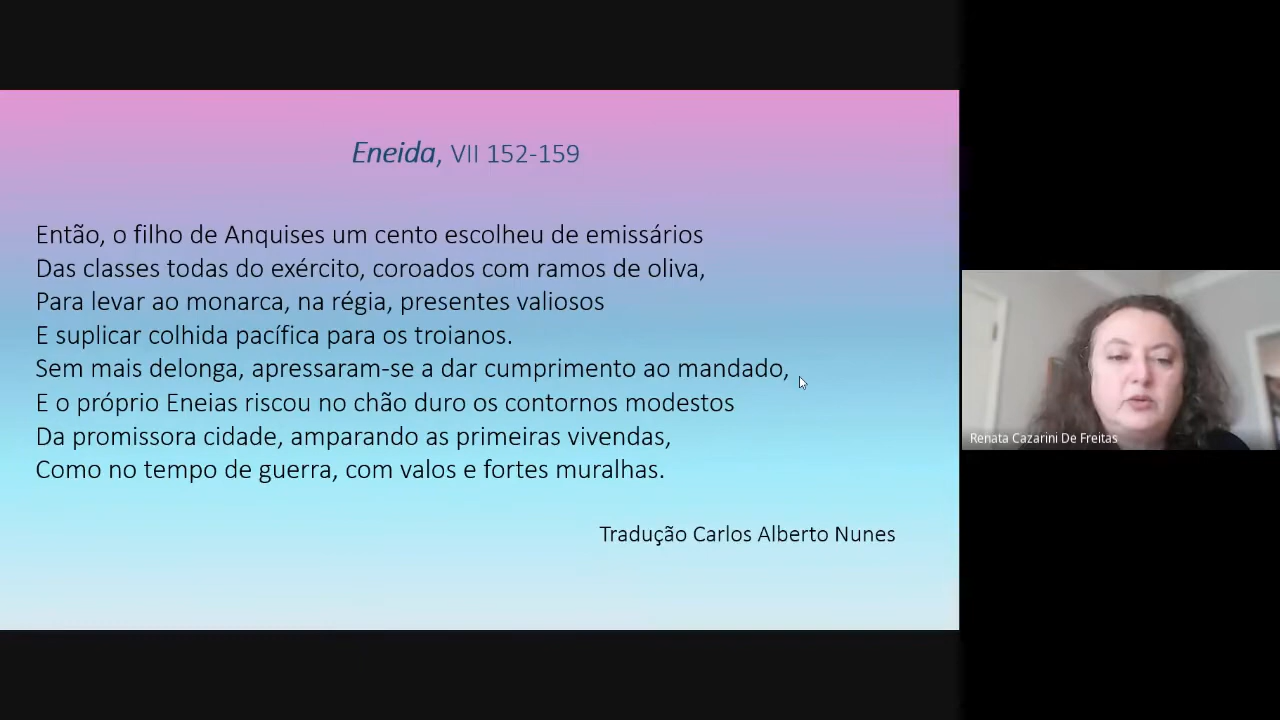 Eneida, VII 152-159
Então, o filho de Anquises um cento escolheu de emissários
Das classes todas do exército, coroados com ramos de oliva,
Para levar ao monarca, na régia, presentes valiosos
E suplicar colhida pacífica para os troianos.
Sem mais delonga, apressaram-se a dar cumprimento ao mandado,
E o próprio Eneias riscou no chão duro os contornos modestos
Da promissora cidade, amparando as primeiras vivendas,
Como no tempo de guerra, com valos e fortes muralhas.
Tradução Carlos Alberto Nunes
Renata Cazarini De Freitas